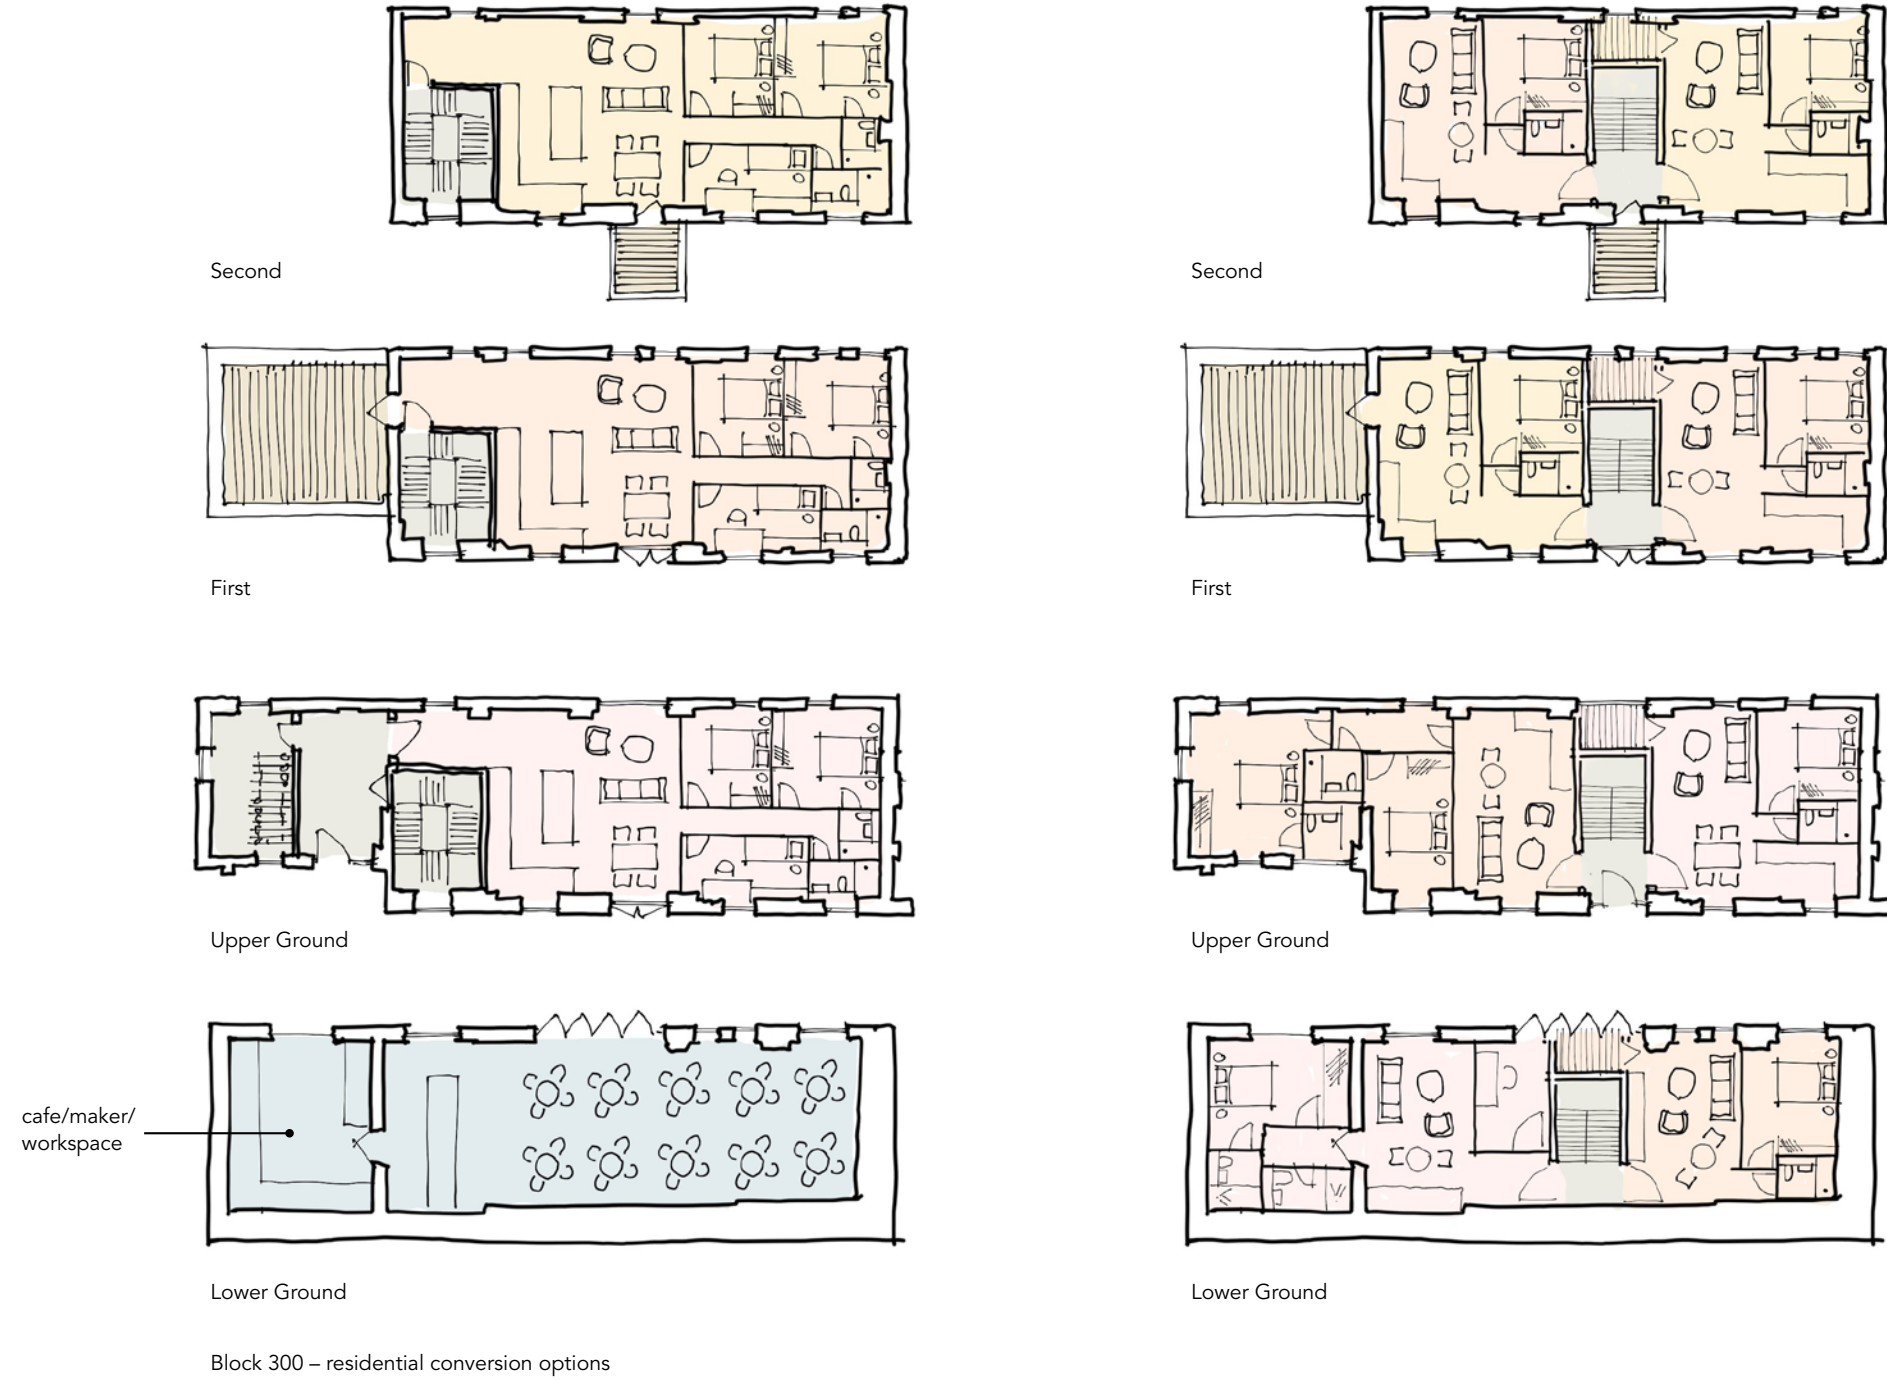 Second
Second
First
First
Upper Ground
Upper Ground
cafe/maker/
workspace
Lower Ground
Lower Ground
Block 300 – residential conversion options